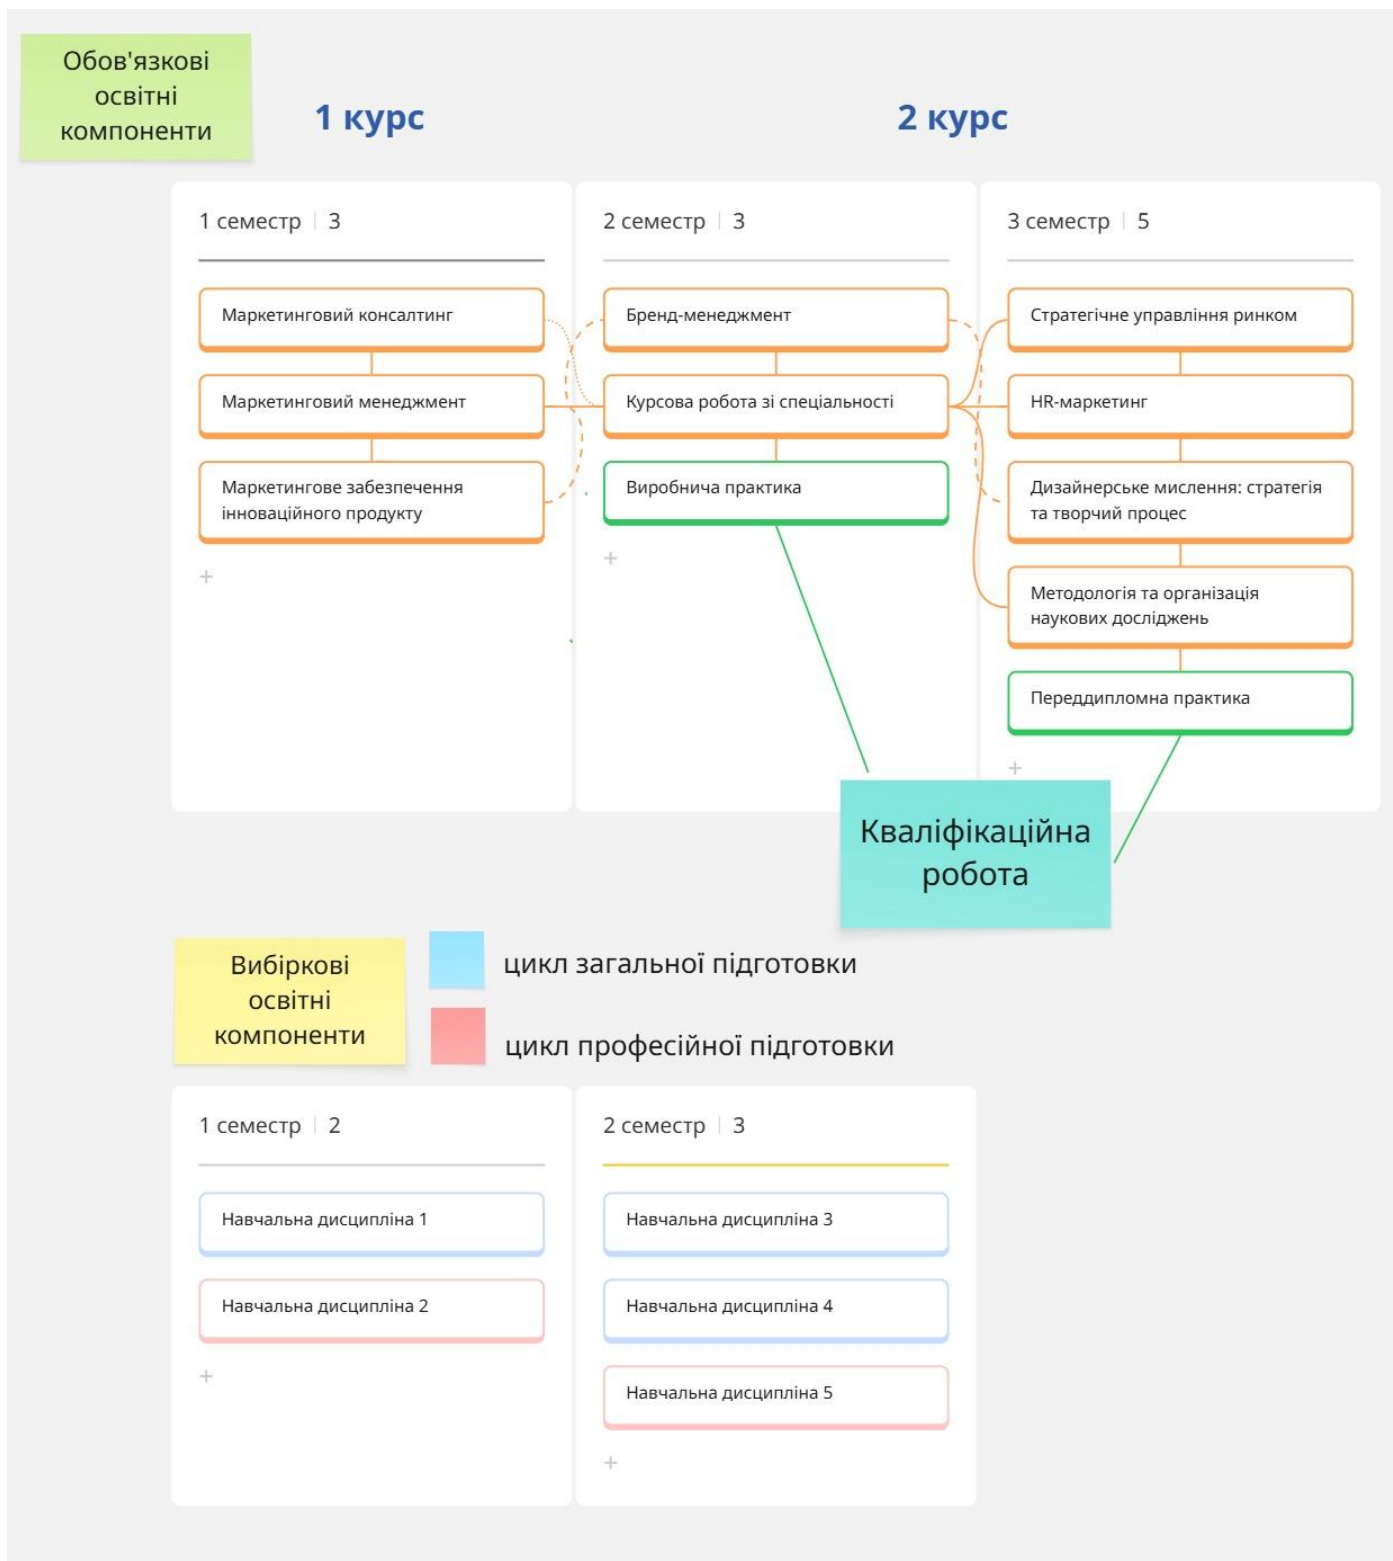 Обов'язкові
освітні
компоненти
1 курс
2 курс
1 семестр | 3
Маркетинговий консалтинг
Маркетинговий менеджмент
Маркетингове забезпечення
інноваційного продукту
+
2 семестр | 3
Бренд-менеджмент
Курсова робота зі спеціальності
Виробнича практика
+
3 семестр | 5
Стратегічне управління ринком
HR-маркетинг
Дизайнерське мислення: стратегія
та творчий процес
Методологія та організація
наукових досліджень
Переддипломна практика
+
Кваліфікаційна
робота
Вибіркові
освітні
компоненти
цикл загальної підготовки
цикл професійної підготовки
1 семестр | 2
Навчальна дисципліна 1
Навчальна дисципліна 2
+
2 семестр | 3
Навчальна дисципліна 3
Навчальна дисципліна 4
Навчальна дисципліна 5
+